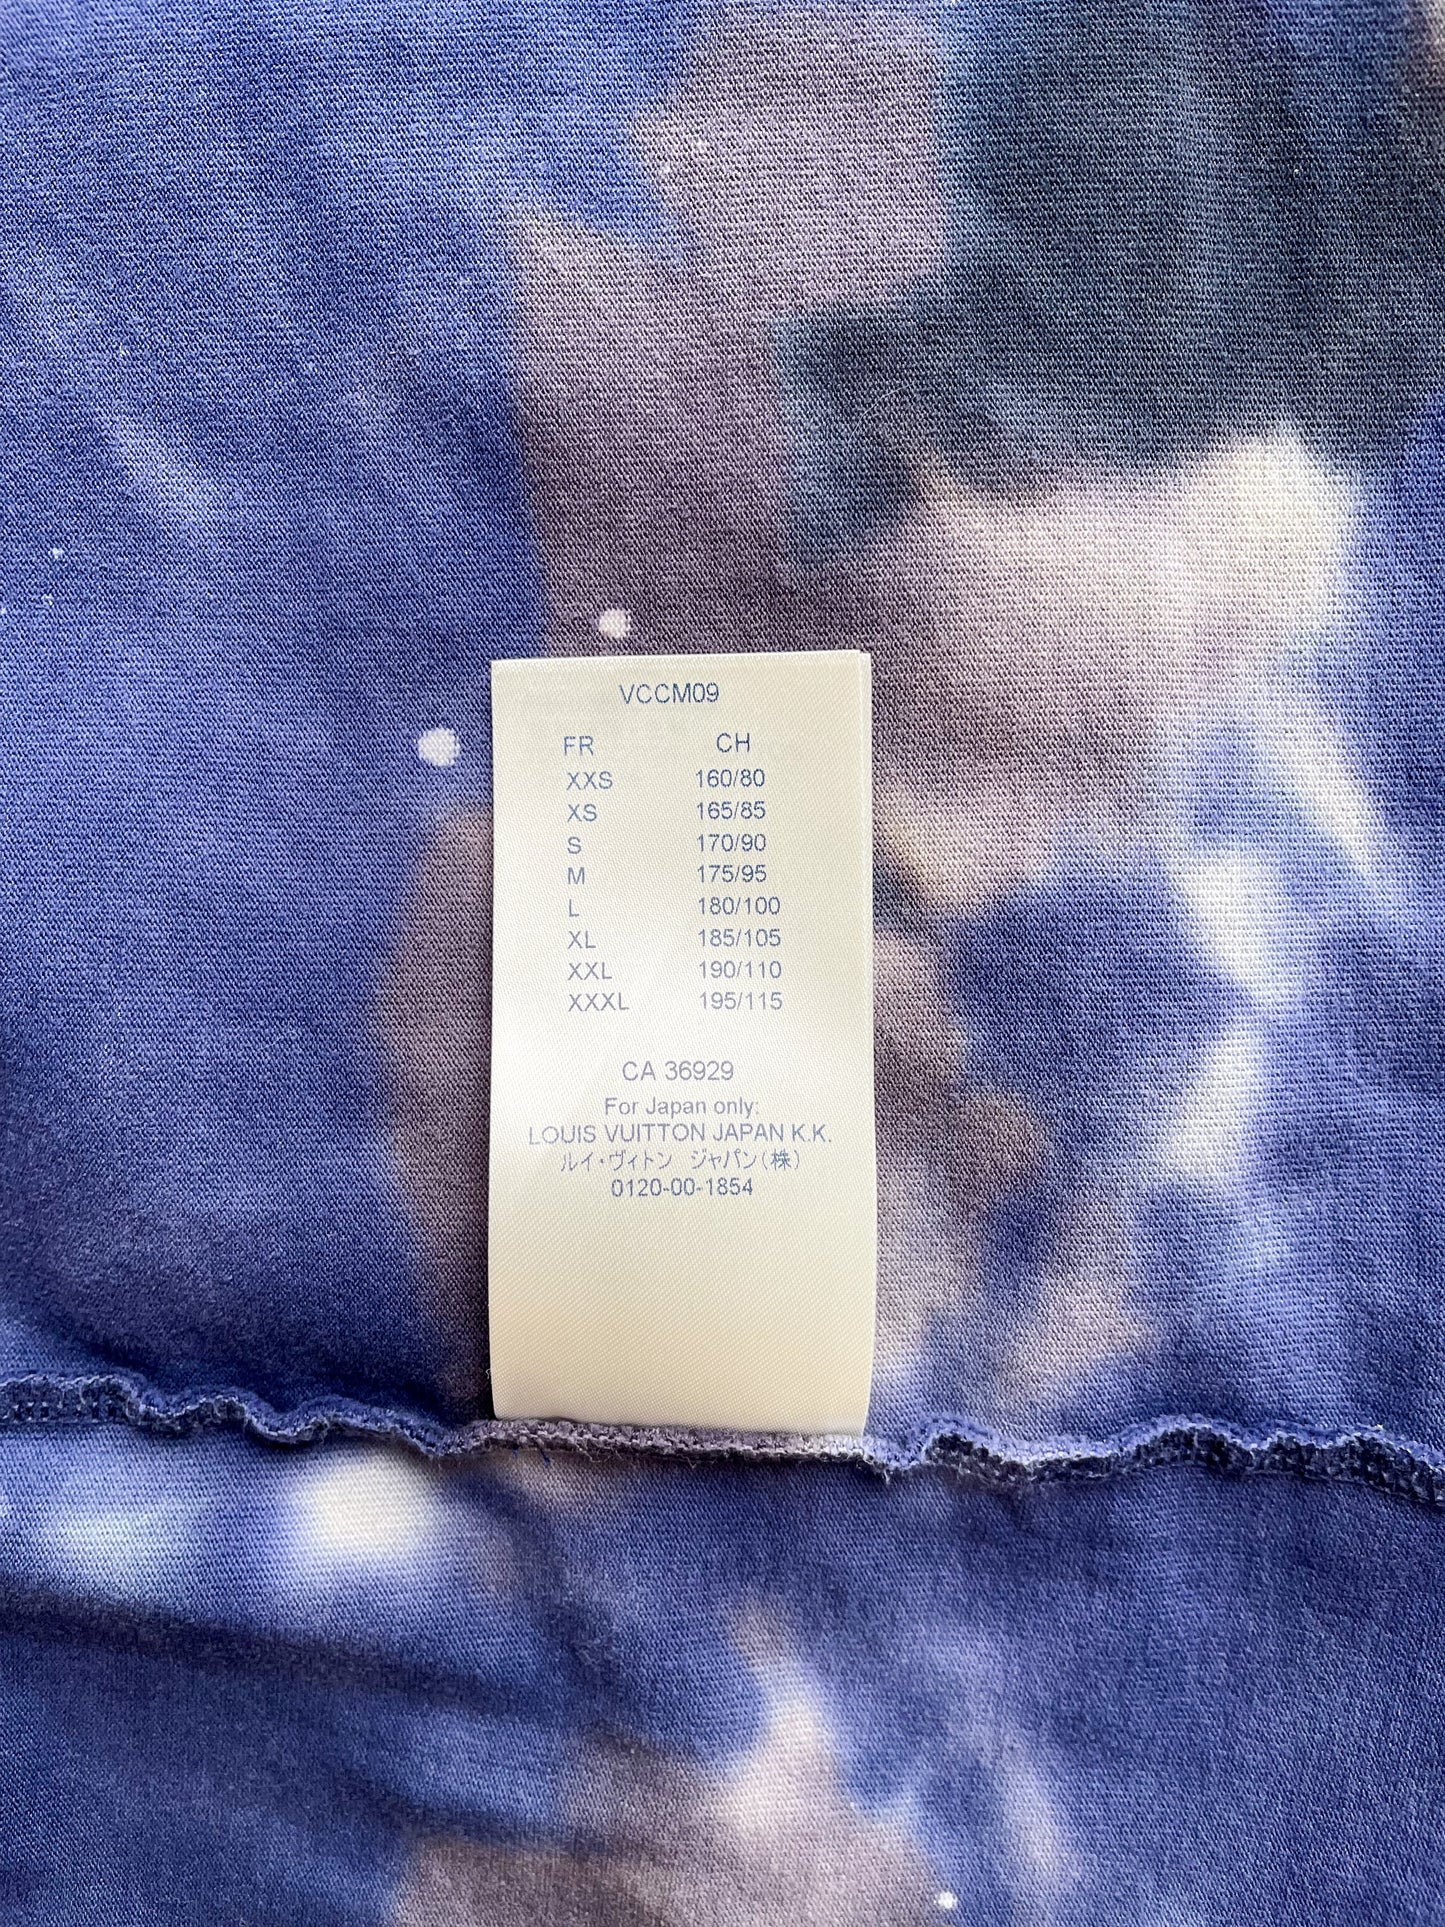 VCCM09
FR CH
XXS 160/80
XS 165/85
S 170/90
M 175/95
L 180/100
XL 185/105
XXL 190/110
XXXL 195/115
CA 36929
For Japan only:
LOUIS VUITTON JAPAN K.K.
ルイ・ヴィトン ジャパン(株)
0120-00-1854